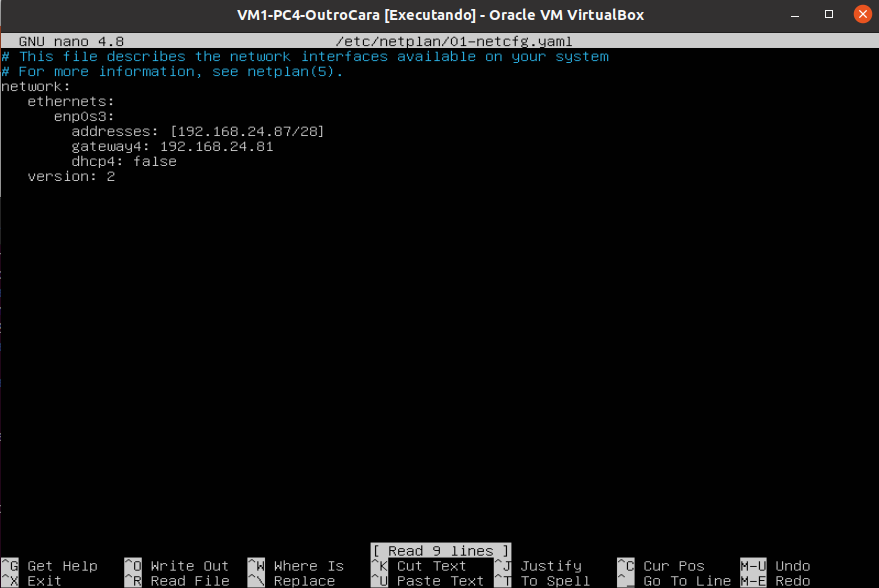 VM1-PC4-OutroCara [Executando] - Oracle VM VirtualBox
GNU nano 4.8 /etc/netplan/01-netcfg.yaml
# This file describes the network interfaces available on your system
# For more information, see netplan(5).
network:
ethernets:
enp0s3:
addresses: [192.168.24.87/28]
gateway4: 192.168.24.81
dhcp4: false
version: 2
[ Read 9 lines ]
^G Get Help ^O Write Out ^W Where Is ^K Cut Text ^J Justify ^C Cur Pos M-U Undo
^X Exit ^R Read File ^\ Replace ^U Paste Text ^T To Spell ^_ Go To Line M-E Redo